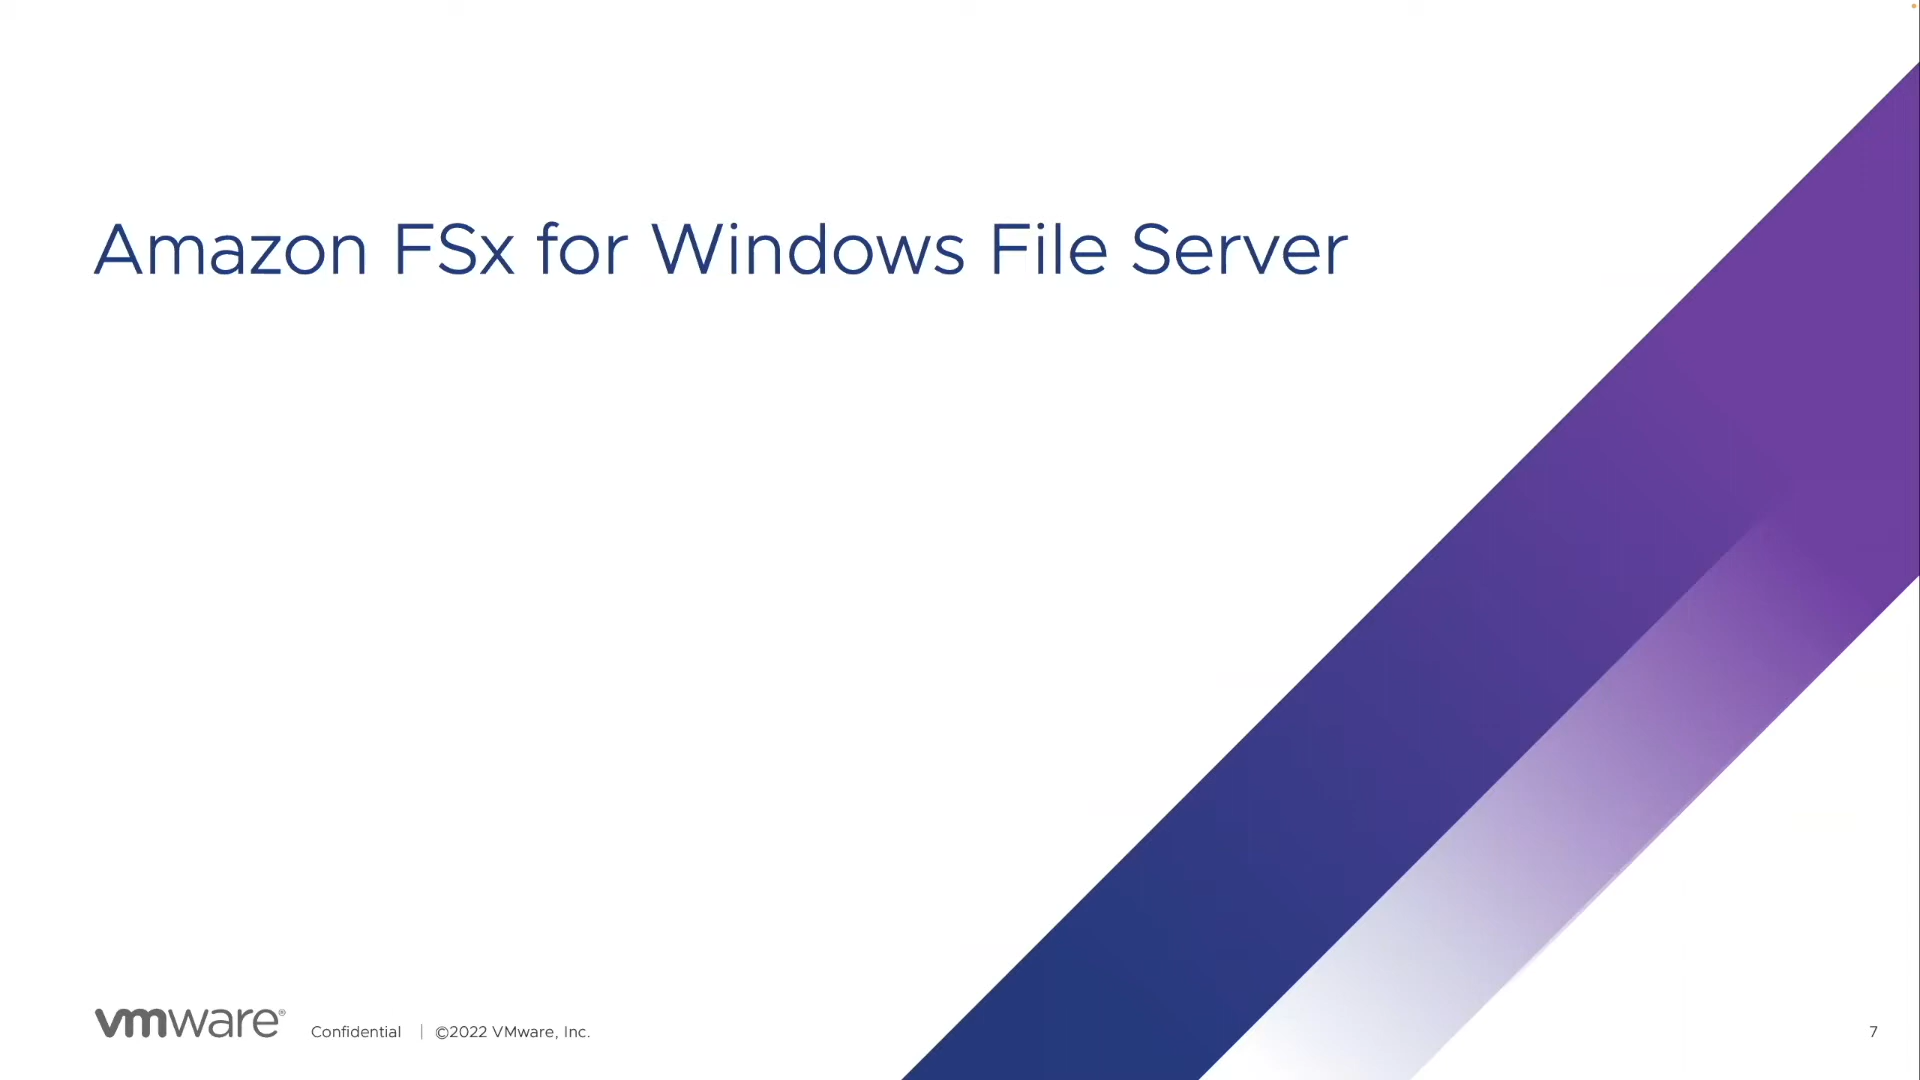 Amazon FSx for Windows File Server
vmware® Confidential | ©2022 VMware, Inc. 7